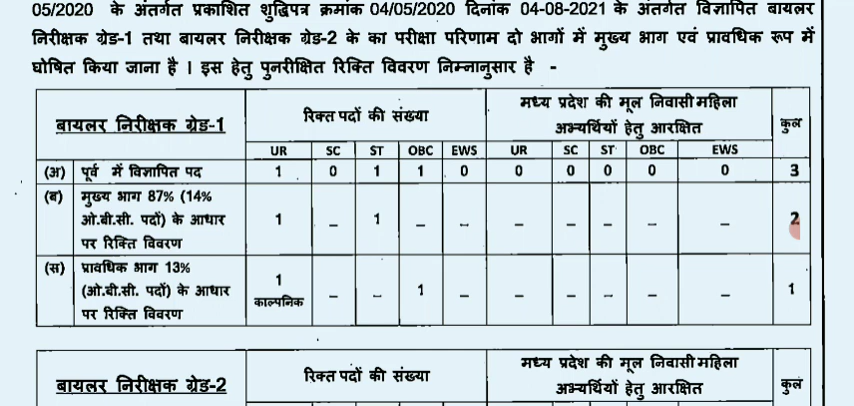 05/2020 के अंतर्गत प्रकाशित शुद्धिपत्र क्रमांक 04/05/2020 दिनांक 04-08-2021 के अंतर्गत विज्ञापित बायलर
निरीक्षक ग्रेड-1 तथा बायलर निरीक्षक ग्रेड-2 के का परीक्षा परिणाम दो भागों में मुख्य भाग एवं प्रावधिक रूप में
घोषित किया जाना है । इस हेतु पुनरीक्षित रिक्ति विवरण निम्नानुसार है -
बायलर निरीक्षक ग्रेड-1 रिक्त पदों की संख्या मध्य प्रदेश की मूल निवासी महिला अभ्यर्थियों हेतु आरक्षित कुल
UR SC ST OBC EWS UR SC ST OBC EWS
(अ) पूर्व में विज्ञापित पद 1 0 1 1 0 0 0 0 0 0 3
(ब) मुख्य भाग 87% (14%
ओ.बी.सी. पदों) के आधार 1 – 1 – – – – – – – 2
पर रिक्ति विवरण
(स) प्रावधिक भाग 13%
(ओ.बी.सी. पदों) के आधार 1 – – 1 – – – – – – 1
पर रिक्ति विवरण काल्पनिक
बायलर निरीक्षक ग्रेड-2 रिक्त पदों की संख्या मध्य प्रदेश की मूल निवासी महिला अभ्यर्थियों हेतु आरक्षित कुल